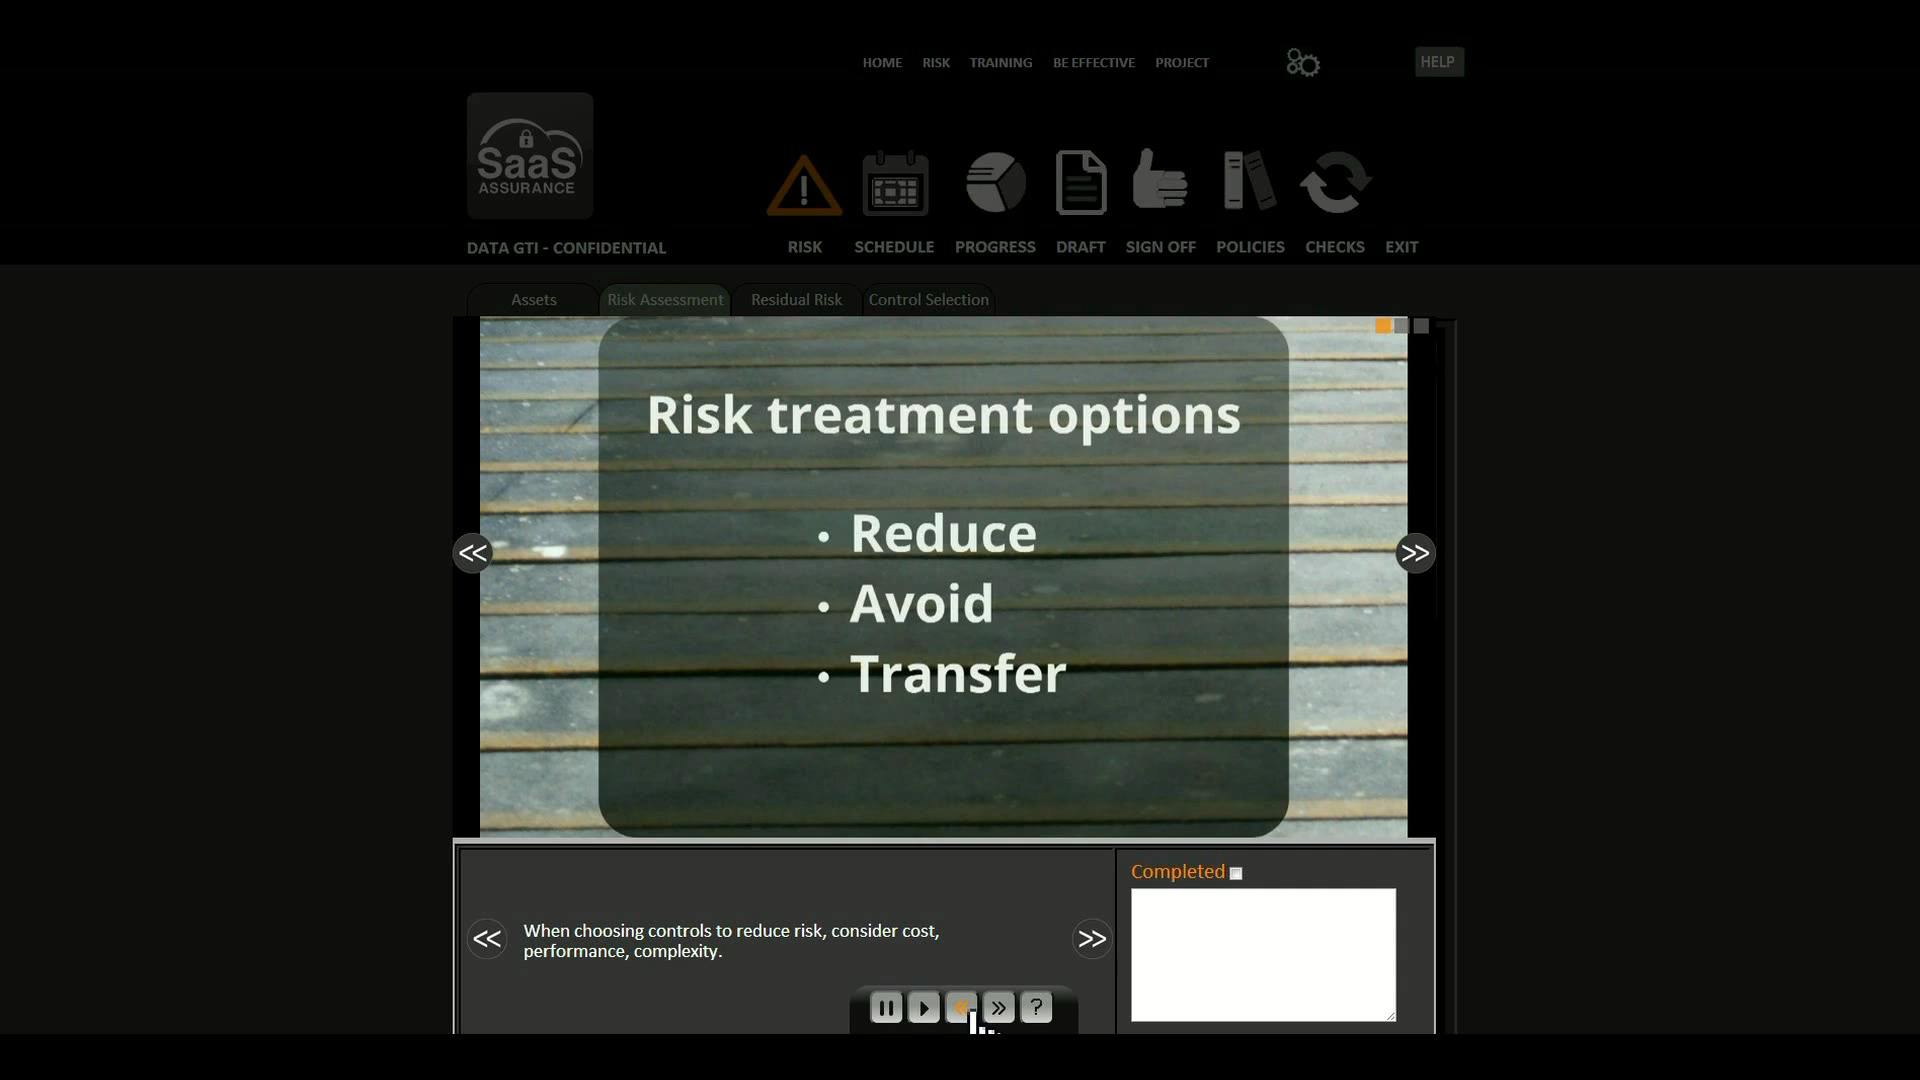 HOME RISK TRAINING BE EFFECTIVE PROJECT HELP
SaaS
ASSURANCE
DATA GTI - CONFIDENTIAL
RISK SCHEDULE PROGRESS DRAFT SIGN OFF POLICIES CHECKS EXIT
Assets Risk Assessment Residual Risk Control Selection
Risk treatment options
• Reduce
• Avoid
• Transfer
Completed
When choosing controls to reduce risk, consider cost,
performance, complexity.
?